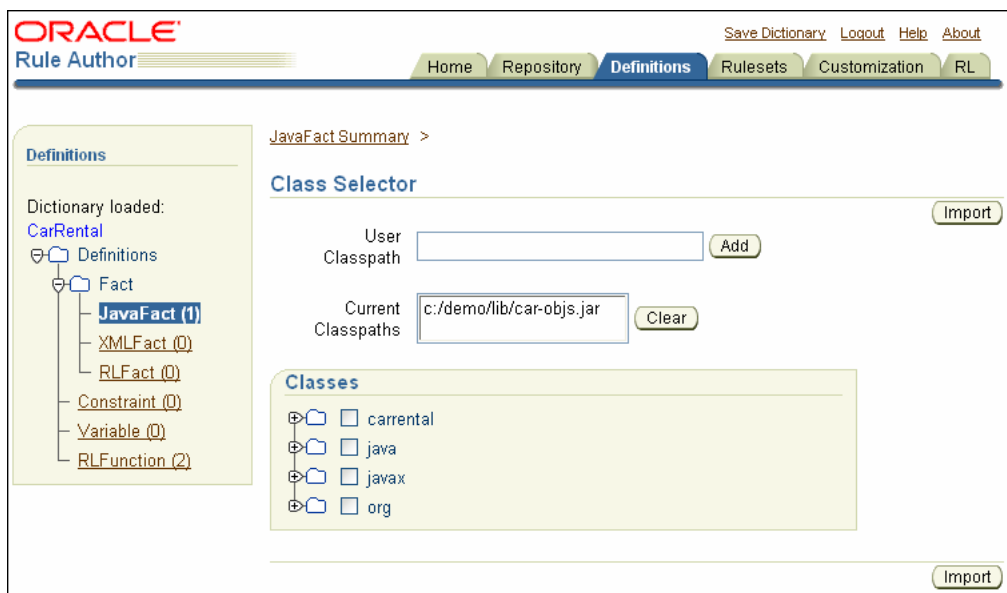 ORACLE
Rule Author
Save Dictionary Logout Help About
Home Repository Definitions Rulesets Customization RL
Definitions
Dictionary loaded:
CarRental
Definitions
Fact
JavaFact (1)
XMLFact (0)
RLFact (0)
Constraint (0)
Variable (0)
RLFunction (2)
JavaFact Summary >
Class Selector
Import
User
Classpath
Add
Current
Classpaths
c:/demo/lib/car-objs.jar
Clear
Classes
carrental
java
javax
org
Import